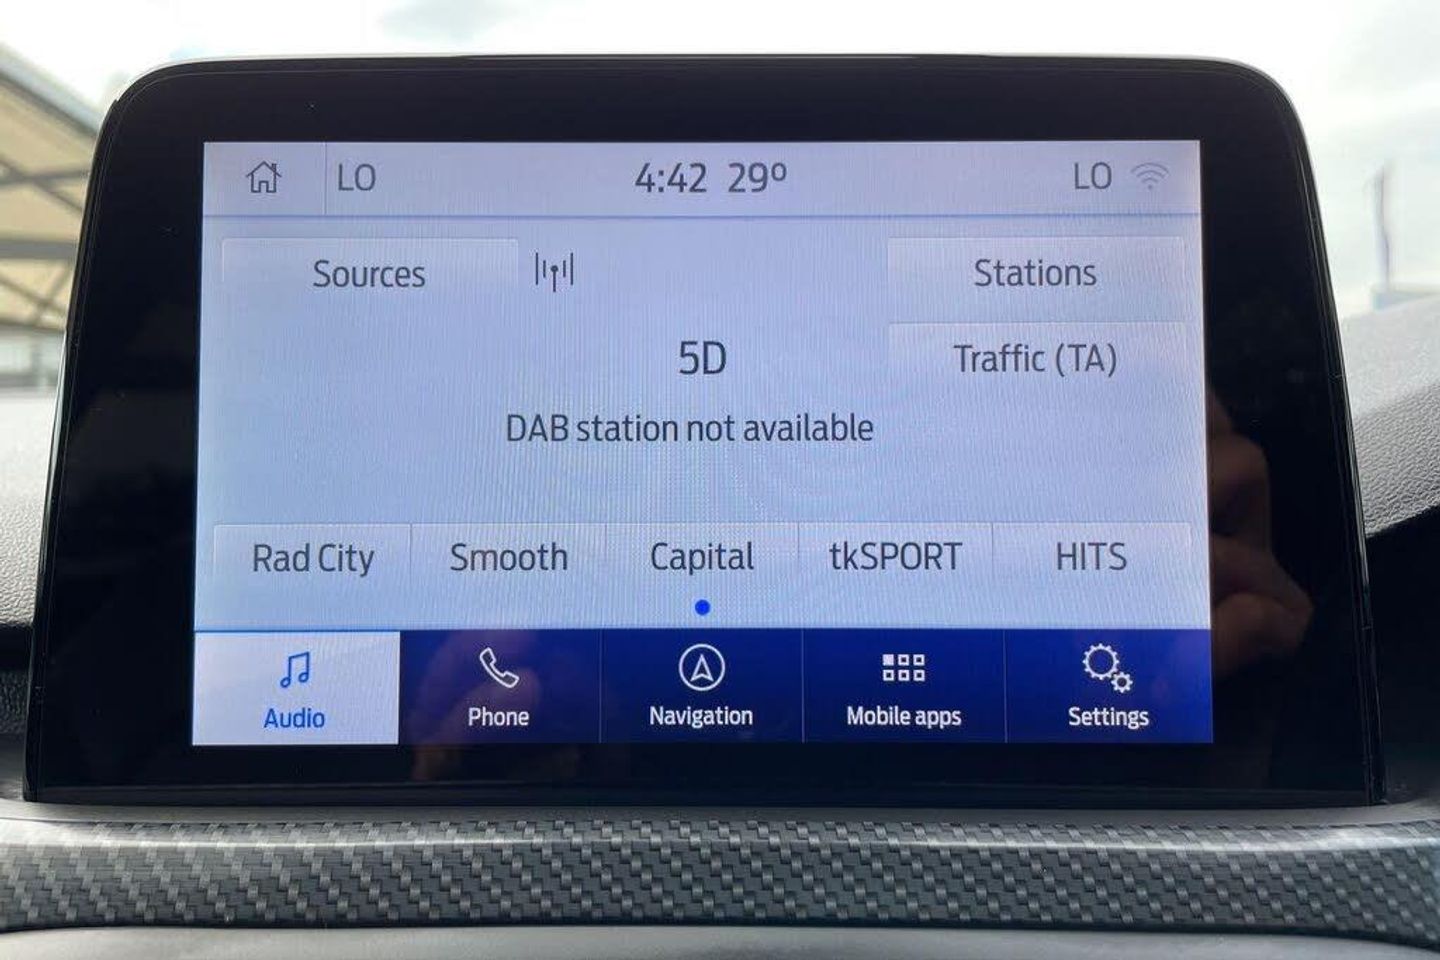 LO 4:42 29º LO
Sources Stations
5D Traffic (TA)
DAB station not available
Rad City Smooth Capital tkSPORT HITS
Audio Phone Navigation Mobile apps Settings